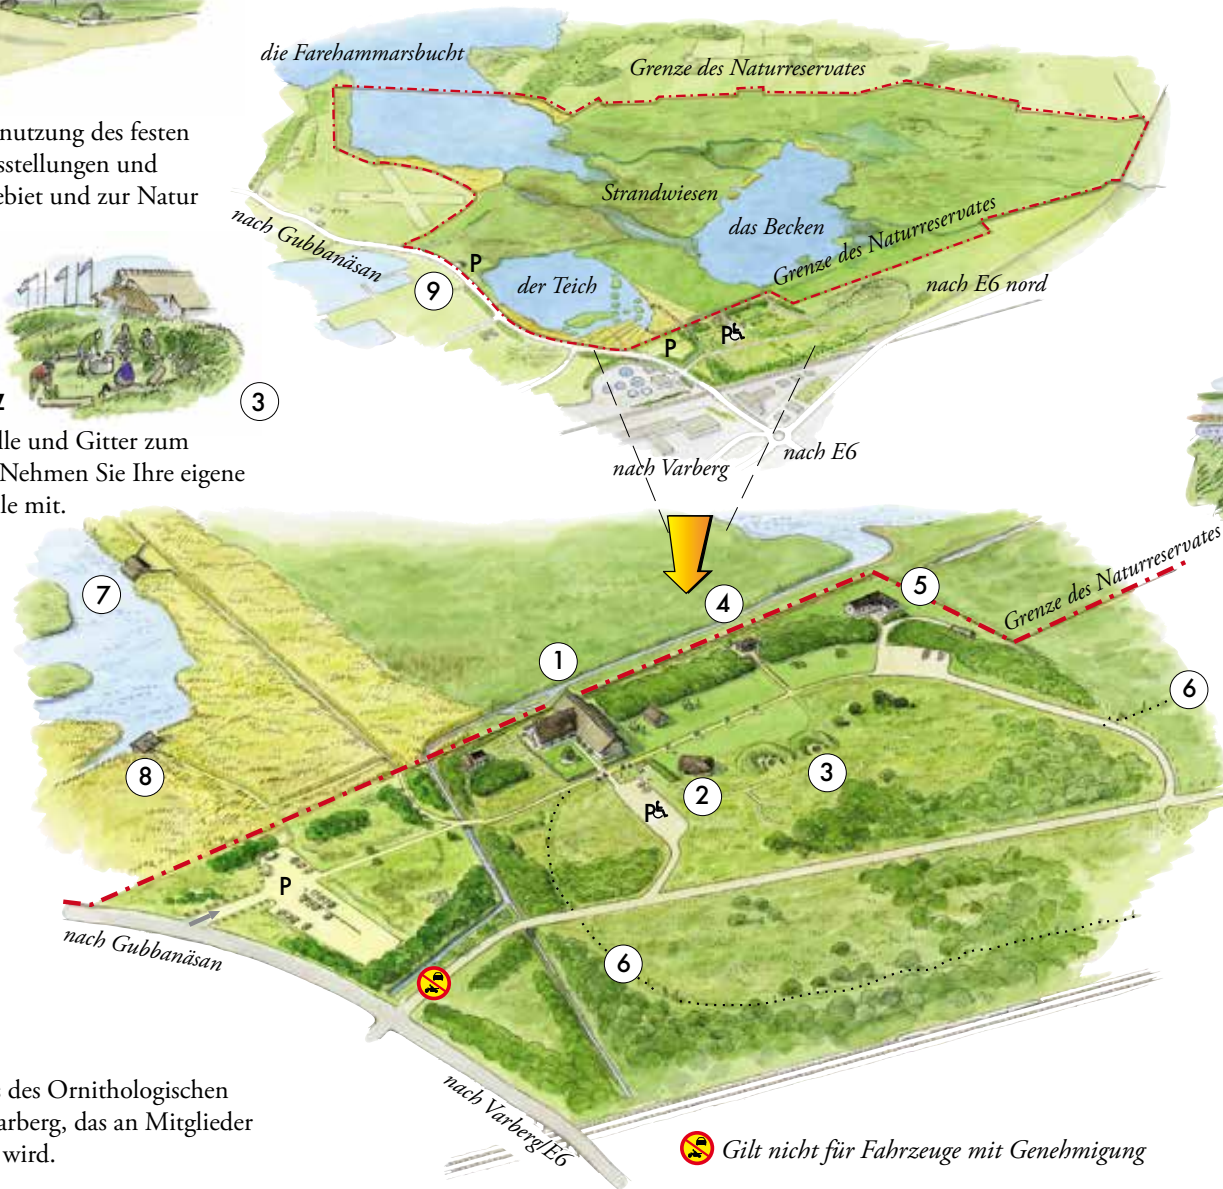 die Farehammarsbucht
Grenze des Naturreservates
nutzung des festen
sstellungen und
ebiet und zur Natur
Strandwiesen
das Becken
nach Gubbanäsan
Grenze des Naturreservates
P
9
der Teich
nach E6 nord
P
P
3
z
lle und Gitter zum
Nehmen Sie Ihre eigene
le mit.
nach Varberg
nach E6
Grenze des Naturreservates
7
4
5
1
6
8
2
3
P
P
nach Gubbanäsan
6
s des Ornithologischen
arberg, das an Mitglieder
wird.
nach Varberg/E6
Gilt nicht für Fahrzeuge mit Genehmigung